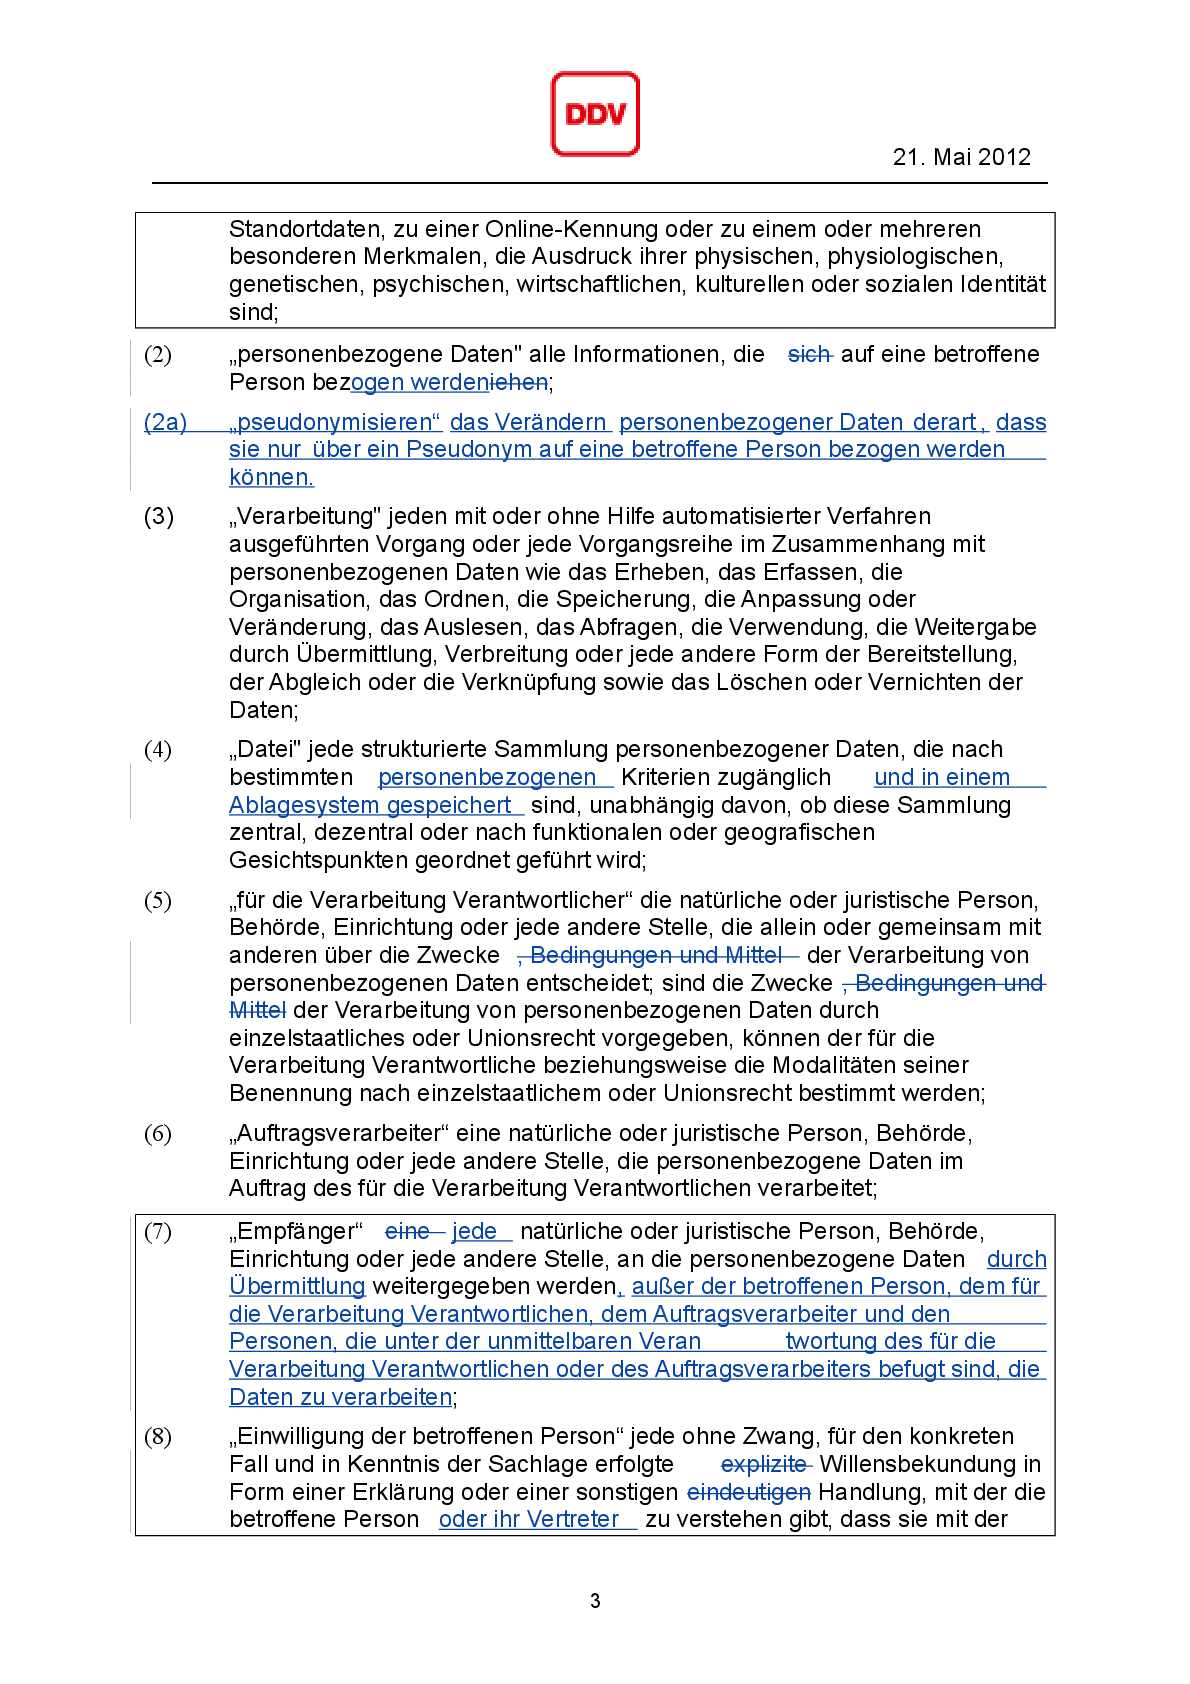 DDV
21. Mai 2012
Standortdaten, zu einer Online-Kennung oder zu einem oder mehreren
besonderen Merkmalen, die Ausdruck ihrer physischen, physiologischen,
genetischen, psychischen, wirtschaftlichen, kulturellen oder sozialen Identität
sind;
(2) „personenbezogene Daten" alle Informationen, die sich auf eine betroffene
Person bezogen werdeniehen;
(2a) „pseudonymisieren“ das Verändern personenbezogener Daten derart, dass
sie nur über ein Pseudonym auf eine betroffene Person bezogen werden
können.
(3) „Verarbeitung" jeden mit oder ohne Hilfe automatisierter Verfahren
ausgeführten Vorgang oder jede Vorgangsreihe im Zusammenhang mit
personenbezogenen Daten wie das Erheben, das Erfassen, die
Organisation, das Ordnen, die Speicherung, die Anpassung oder
Veränderung, das Auslesen, das Abfragen, die Verwendung, die Weitergabe
durch Übermittlung, Verbreitung oder jede andere Form der Bereitstellung,
der Abgleich oder die Verknüpfung sowie das Löschen oder Vernichten der
Daten;
(4) „Datei" jede strukturierte Sammlung personenbezogener Daten, die nach
bestimmten personenbezogenen Kriterien zugänglich und in einem
Ablagesystem gespeichert sind, unabhängig davon, ob diese Sammlung
zentral, dezentral oder nach funktionalen oder geografischen
Gesichtspunkten geordnet geführt wird;
(5) „für die Verarbeitung Verantwortlicher“ die natürliche oder juristische Person,
Behörde, Einrichtung oder jede andere Stelle, die allein oder gemeinsam mit
anderen über die Zwecke , Bedingungen und Mittel der Verarbeitung von
personenbezogenen Daten entscheidet; sind die Zwecke , Bedingungen und
Mittel der Verarbeitung von personenbezogenen Daten durch
einzelstaatliches oder Unionsrecht vorgegeben, können der für die
Verarbeitung Verantwortliche beziehungsweise die Modalitäten seiner
Benennung nach einzelstaatlichem oder Unionsrecht bestimmt werden;
(6) „Auftragsverarbeiter“ eine natürliche oder juristische Person, Behörde,
Einrichtung oder jede andere Stelle, die personenbezogene Daten im
Auftrag des für die Verarbeitung Verantwortlichen verarbeitet;
(7) „Empfänger“ eine jede natürliche oder juristische Person, Behörde,
Einrichtung oder jede andere Stelle, an die personenbezogene Daten durch
Übermittlung weitergegeben werden, außer der betroffenen Person, dem für
die Verarbeitung Verantwortlichen, dem Auftragsverarbeiter und den
Personen, die unter der unmittelbaren Veran twortung des für die
Verarbeitung Verantwortlichen oder des Auftragsverarbeiters befugt sind, die
Daten zu verarbeiten;
(8) „Einwilligung der betroffenen Person“ jede ohne Zwang, für den konkreten
Fall und in Kenntnis der Sachlage erfolgte explizite Willensbekundung in
Form einer Erklärung oder einer sonstigen eindeutigen Handlung, mit der die
betroffene Person oder ihr Vertreter zu verstehen gibt, dass sie mit der
3